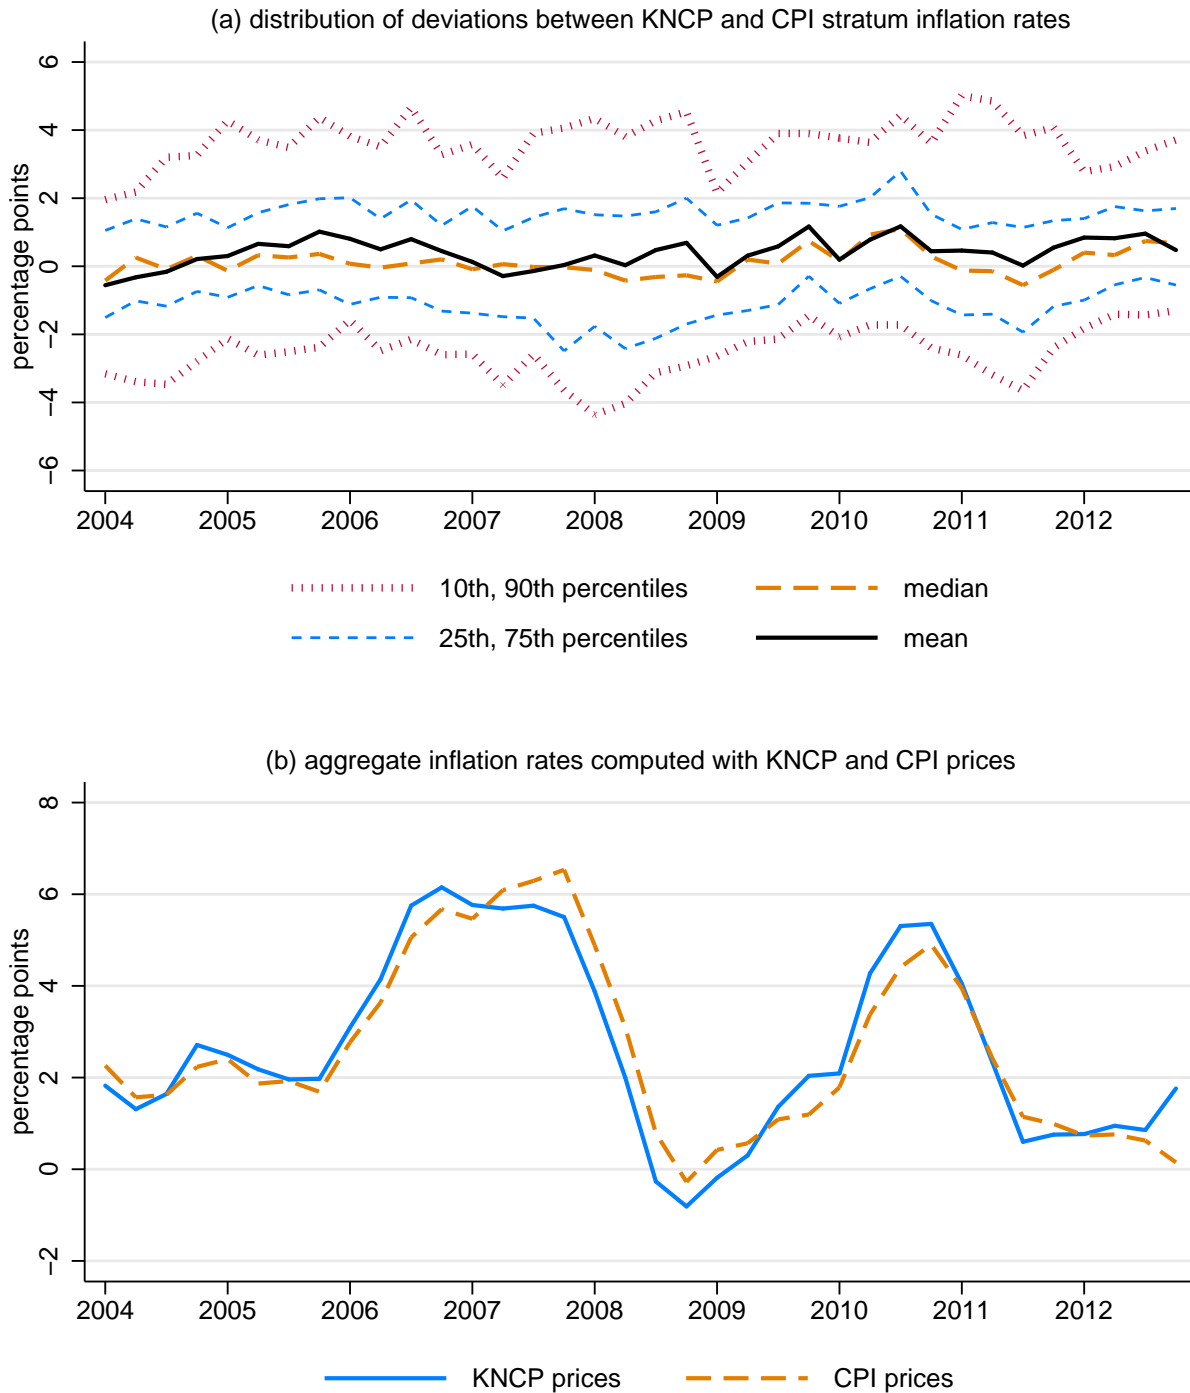 (a) distribution of deviations between KNCP and CPI stratum inflation rates
percentage points
6
4
2
0
−2
−4
−6
2004 2005 2006 2007 2008 2009 2010 2011 2012
10th, 90th percentiles median
25th, 75th percentiles mean
(b) aggregate inflation rates computed with KNCP and CPI prices
percentage points
8
6
4
2
0
−2
2004 2005 2006 2007 2008 2009 2010 2011 2012
KNCP prices CPI prices